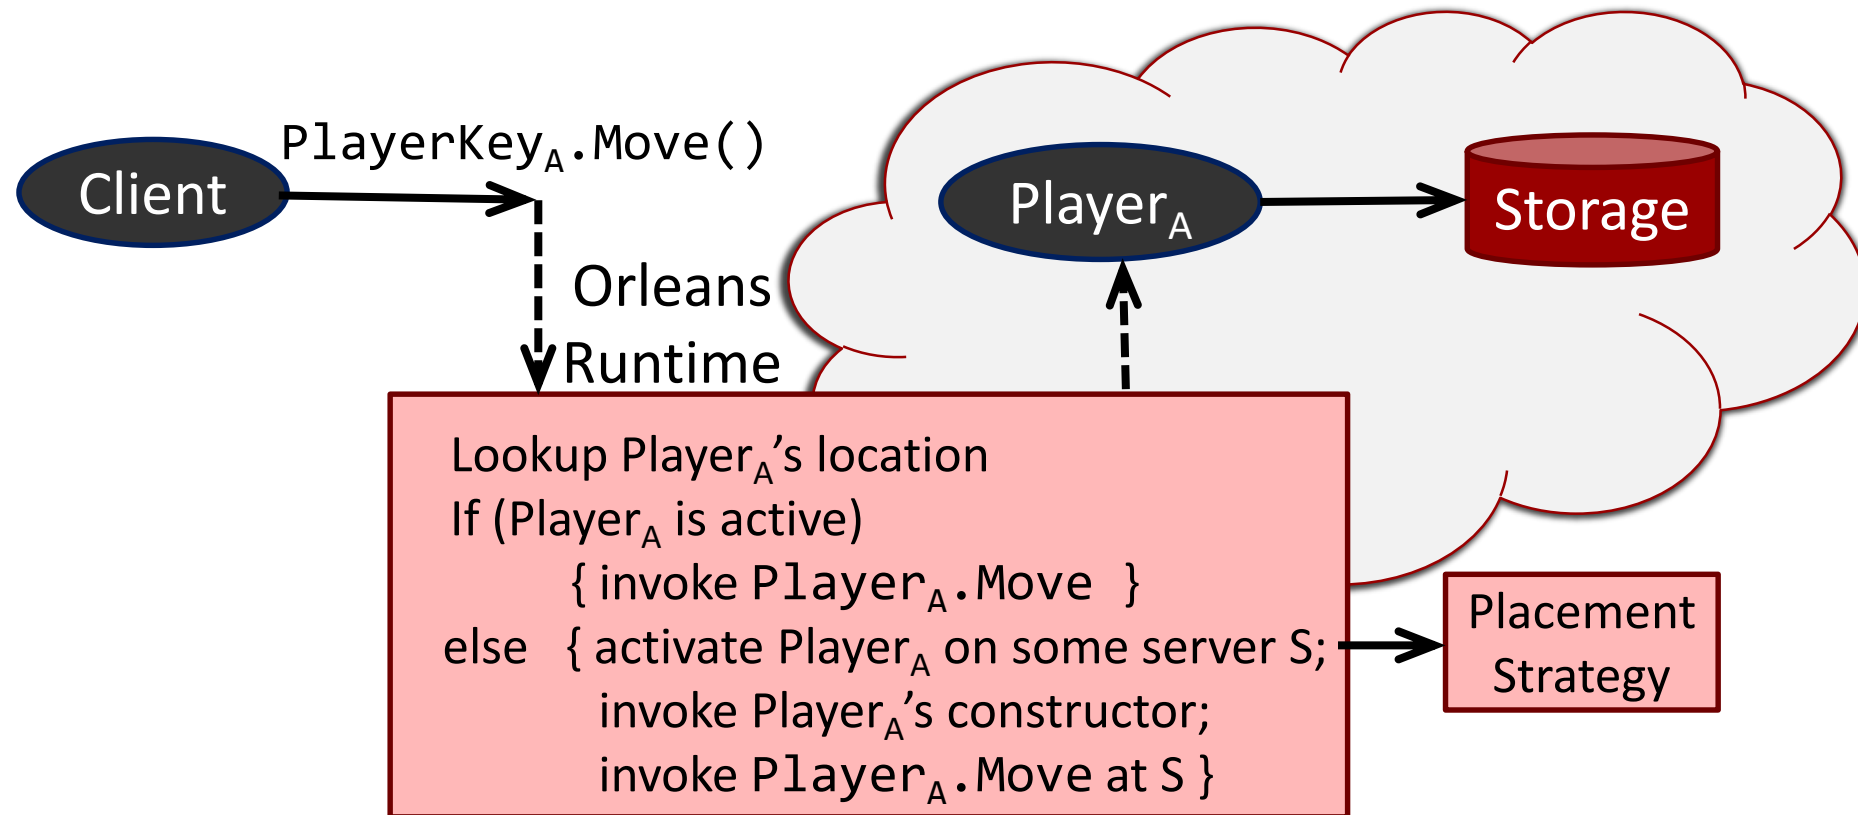 PlayerKeyA.Move()
Client
PlayerA
Storage
Orleans
Runtime
Lookup PlayerA’s location
If (PlayerA is active)
{ invoke PlayerA.Move }
else { activate PlayerA on some server S;
invoke PlayerA’s constructor;
invoke PlayerA.Move at S }
Placement
Strategy